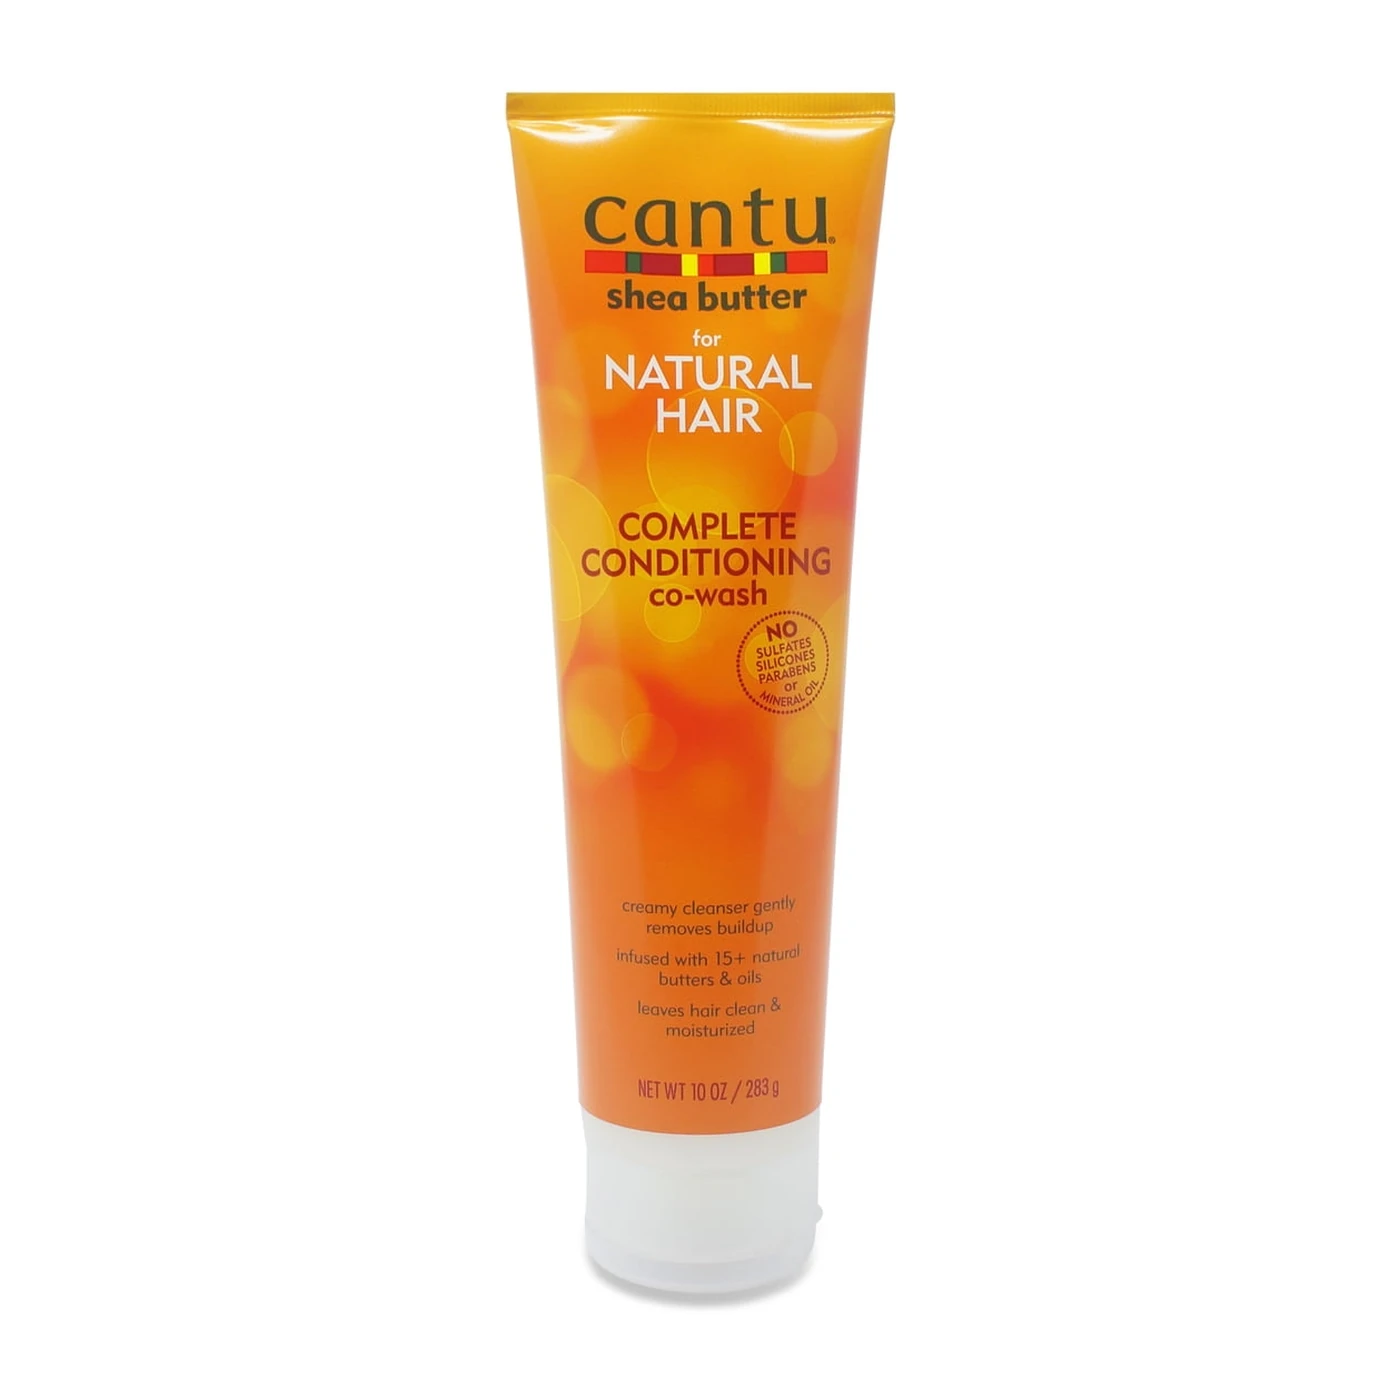 cantu®
shea butter
for
NATURAL
HAIR
COMPLETE
CONDITIONING
co-wash
NO
SULFATES
SILICONES
PARABENS
or
MINERAL OIL
creamy cleanser gently
removes buildup
infused with 15+ natural
butters & oils
leaves hair clean &
moisturized
NET WT 10 OZ / 283 g